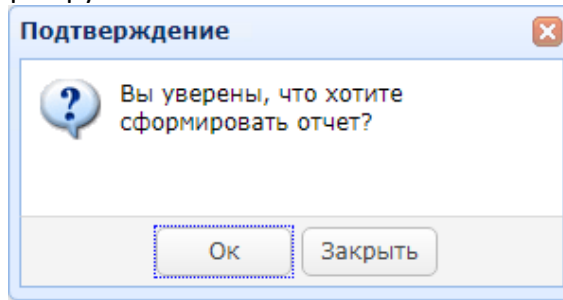 Подтверждение
Вы уверены, что хотите
сформировать отчет?
Ок
Закрыть